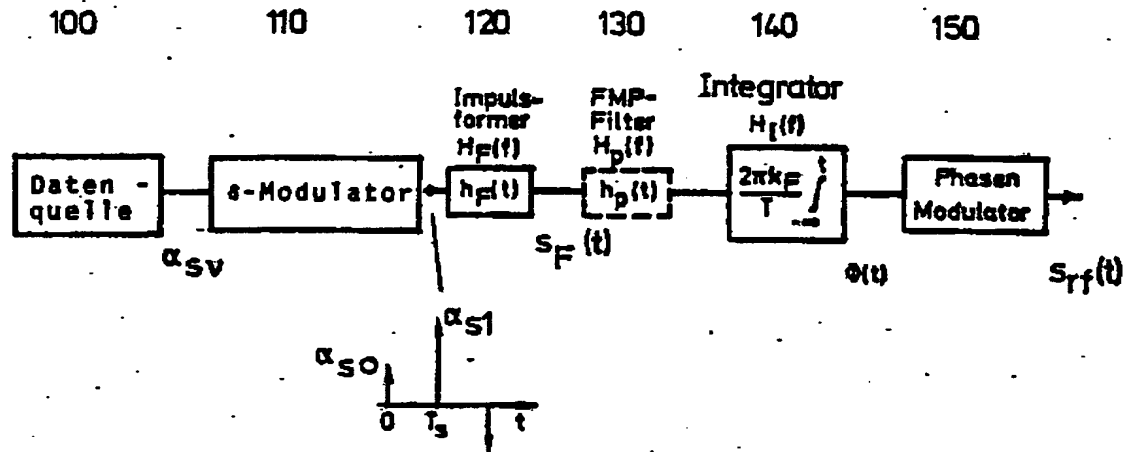 100 110 120 130 140 150
Impuls-
former
H_F(f)
FMP-
Filter
H_p(f)
Integrator
H_I(f)
Daten -
quelle
δ-Modulator
h_F(t)
h_p(t)
2πk_F
T
t
∫
-∞
Phasen
Modulator
α_Sv
S_F(t)
Φ(t)
S_rf(t)
α_S1
α_S0
0 T_s t